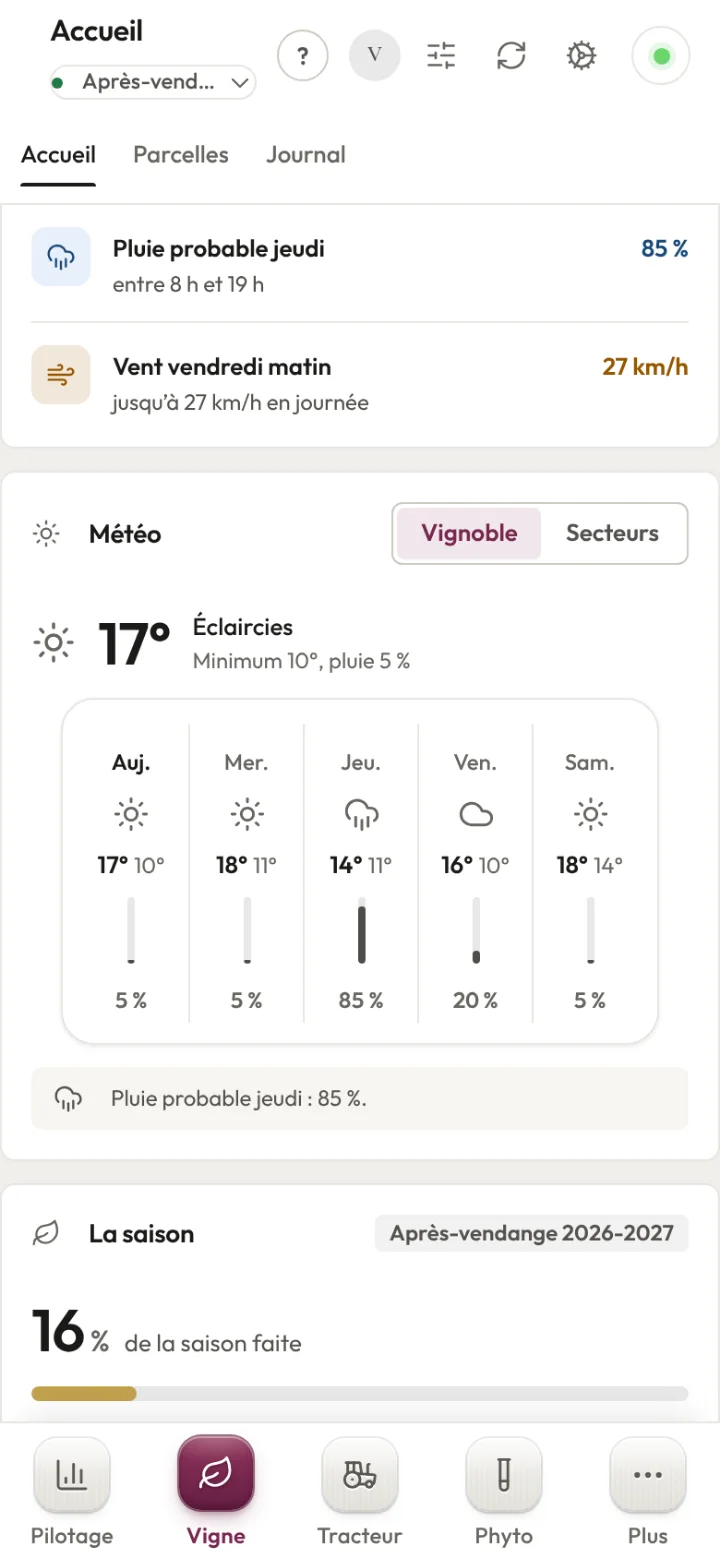 Accueil
Après-vend...
?
V
Accueil
Parcelles
Journal
Pluie probable jeudi
85 %
entre 8 h et 19 h
Vent vendredi matin
27 km/h
jusqu’à 27 km/h en journée
Météo
Vignoble
Secteurs
17°
Éclaircies
Minimum 10°, pluie 5 %
Auj.
Mer.
Jeu.
Ven.
Sam.
17° 10°
18° 11°
14° 11°
16° 10°
18° 14°
5 %
5 %
85 %
20 %
5 %
Pluie probable jeudi : 85 %.
La saison
Après-vendange 2026-2027
16 % de la saison faite
Pilotage
Vigne
Tracteur
Phyto
Plus